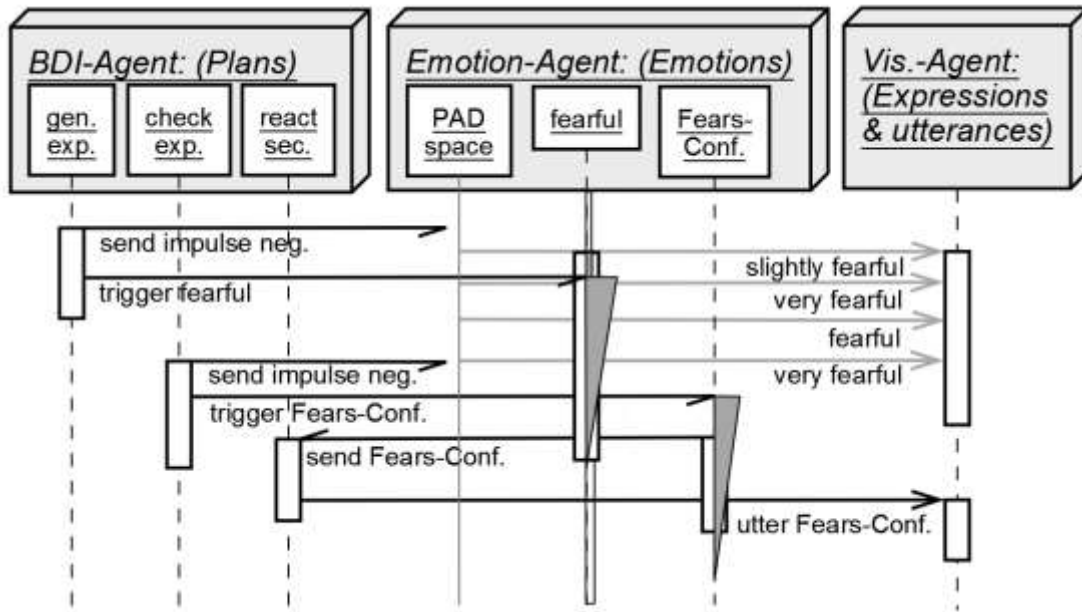 BDI-Agent: (Plans)
gen.
exp.
check
exp.
react
sec.
Emotion-Agent: (Emotions)
PAD
space
fearful
Fears-
Conf.
Vis.-Agent:
(Expressions
& utterances)
send impulse neg.
slightly fearful
trigger fearful
very fearful
fearful
send impulse neg.
very fearful
trigger Fears-Conf.
send Fears-Conf.
utter Fears-Conf.